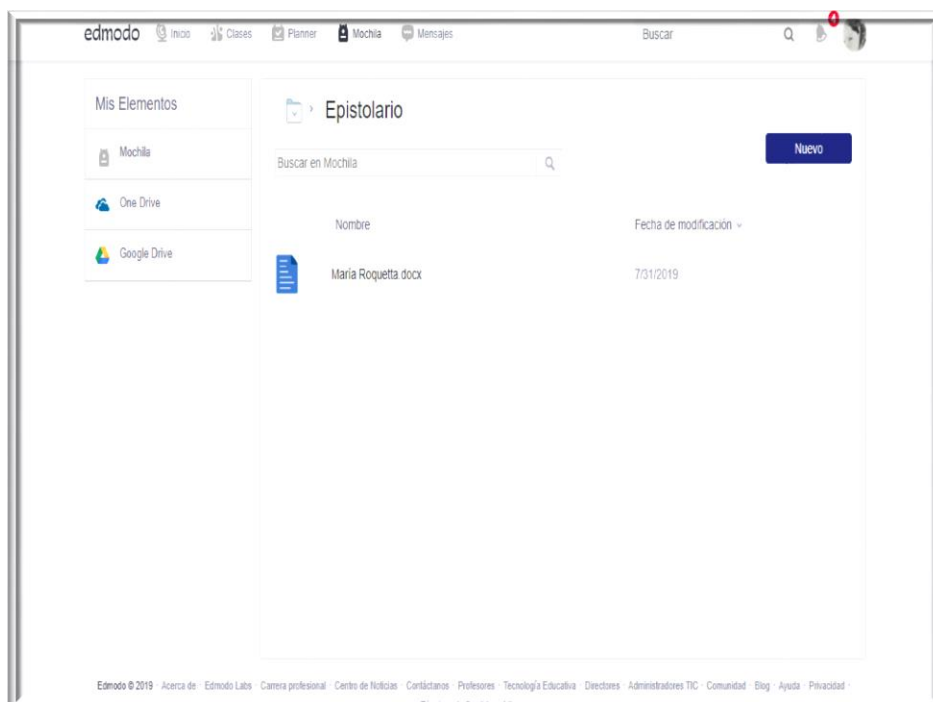 edmodo Inicio Clases Planner Mochila Mensajes Buscar
Mis Elementos
Mochila
One Drive
Google Drive
Epistolario
Buscar en Mochila
Nuevo
Nombre Fecha de modificación
María Roquetta.docx 7/31/2019
Edmodo © 2019 · Acerca de · Edmodo Labs · Carrera profesional · Centro de Noticias · Contáctanos · Profesores · Tecnología Educativa · Directores · Administradores TIC · Comunidad · Blog · Ayuda · Privacidad ·